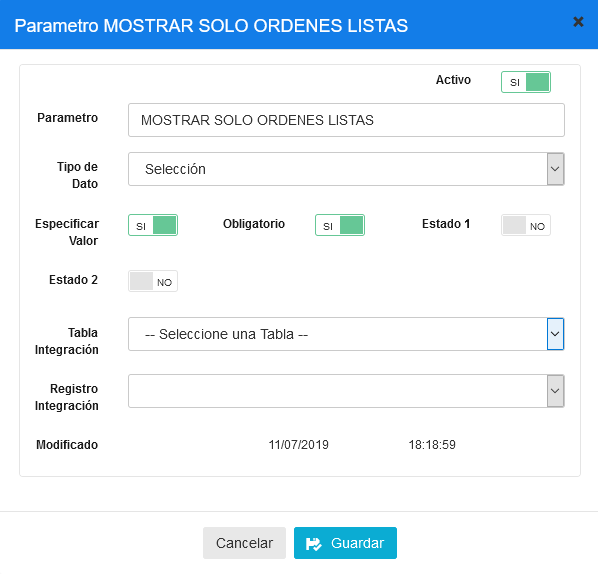 Parametro MOSTRAR SOLO ORDENES LISTAS
Activo SI
Parametro MOSTRAR SOLO ORDENES LISTAS
Tipo de
Dato
Selección
Especificar
Valor
SI
Obligatorio SI
Estado 1 NO
Estado 2 NO
Tabla
Integración
-- Seleccione una Tabla --
Registro
Integración
Modificado 11/07/2019 18:18:59
Cancelar
Guardar